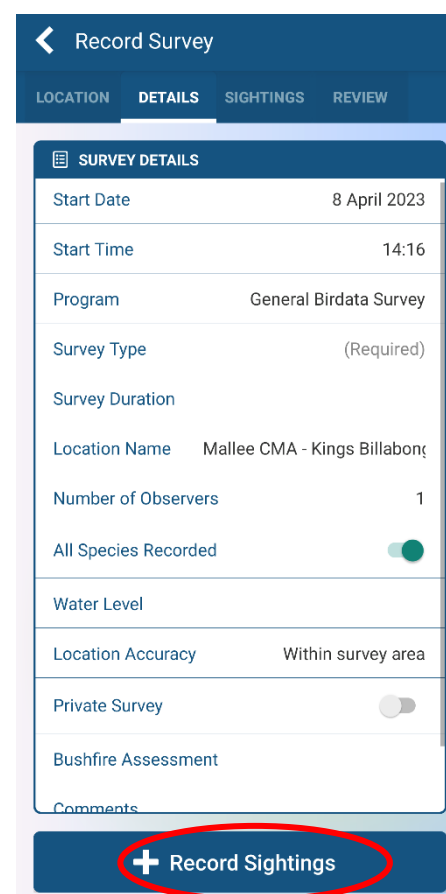 Record Survey
LOCATION DETAILS SIGHTINGS REVIEW
SURVEY DETAILS
Start Date 8 April 2023
Start Time 14:16
Program General Birdata Survey
Survey Type (Required)
Survey Duration
Location Name Mallee CMA - Kings Billabong
Number of Observers 1
All Species Recorded
Water Level
Location Accuracy Within survey area
Private Survey
Bushfire Assessment
Comments
Record Sightings